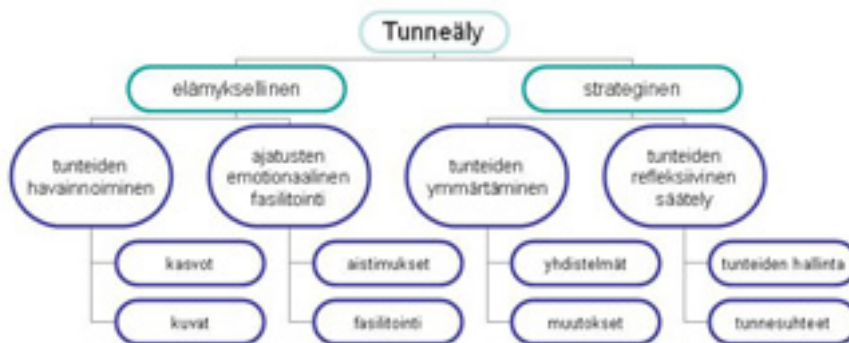 Tunneäly
elämyksellinen
strateginen
tunteiden
havainnoiminen
ajatusten
emotionaalinen
fasilitointi
tunteiden
ymmärtäminen
tunteiden
refleksiivinen
säätely
kasvot
aistimukset
yhdistelmät
tunteiden hallinta
kuvat
fasilitointi
muutokset
tunnesuhteet